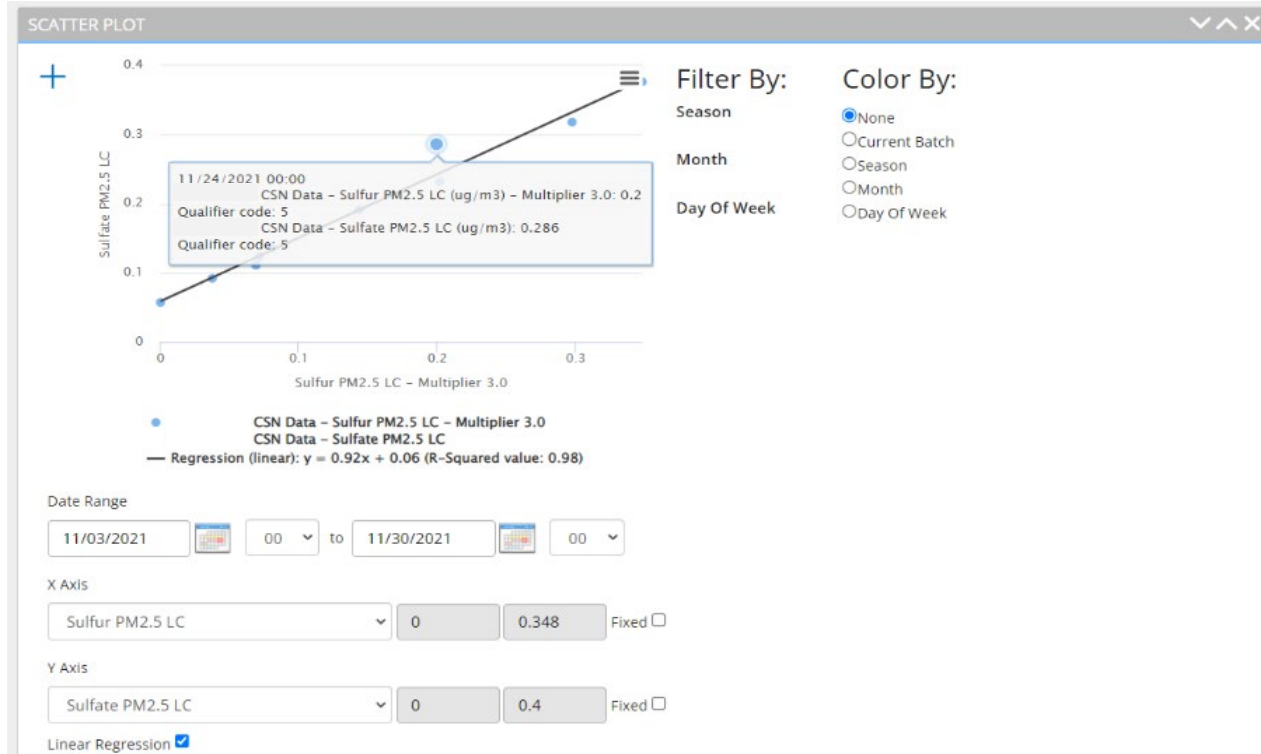 SCATTER PLOT
0.4
0.3
0.2
0.1
0
Sulfate PM2.5 LC
11/24/2021 00:00
CSN Data – Sulfur PM2.5 LC (ug/m3) – Multiplier 3.0: 0.2
Qualifier code: 5
CSN Data – Sulfate PM2.5 LC (ug/m3): 0.286
Qualifier code: 5
0 0.1 0.2 0.3
Sulfur PM2.5 LC – Multiplier 3.0
CSN Data – Sulfur PM2.5 LC – Multiplier 3.0
CSN Data – Sulfate PM2.5 LC
Regression (linear): y = 0.92x + 0.06 (R-Squared value: 0.98)
Filter By:
Season
Month
Day Of Week
Color By:
None
Current Batch
Season
Month
Day Of Week
Date Range
11/03/2021 00 to 11/30/2021 00
X Axis
Sulfur PM2.5 LC 0 0.348 Fixed
Y Axis
Sulfate PM2.5 LC 0 0.4 Fixed
Linear Regression